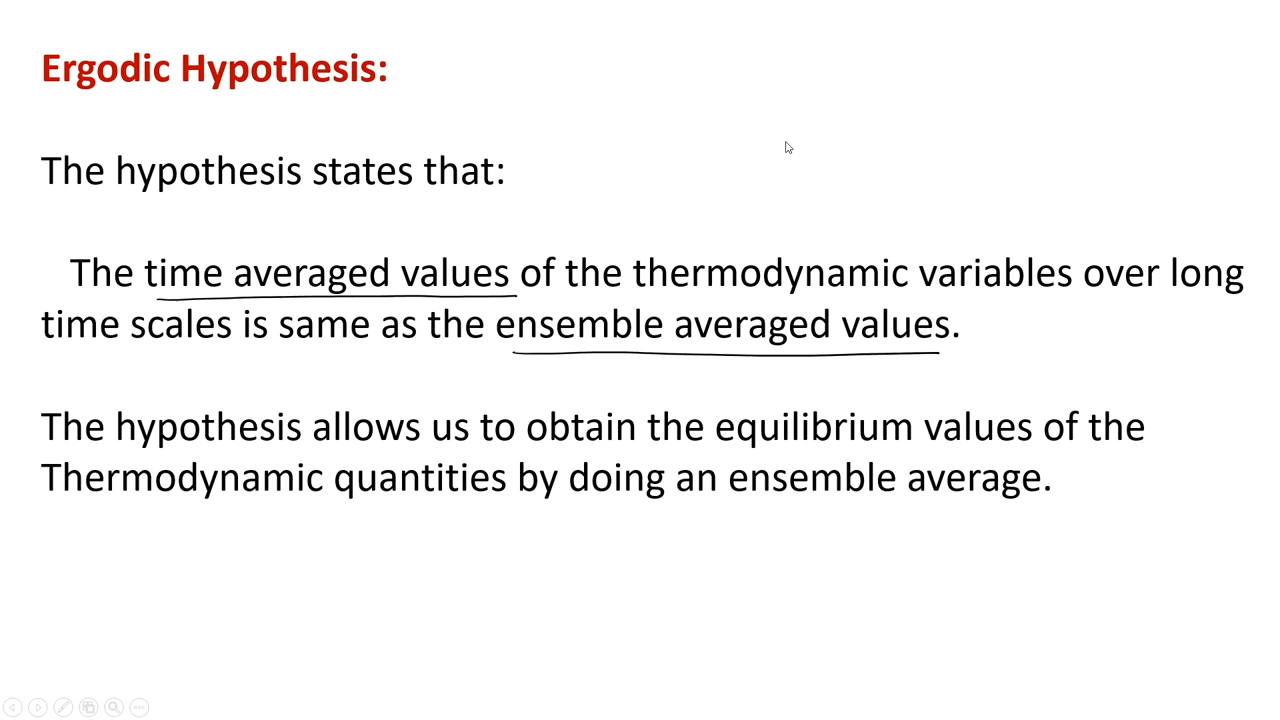 Ergodic Hypothesis:
The hypothesis states that:
The time averaged values of the thermodynamic variables over long
time scales is same as the ensemble averaged values.
The hypothesis allows us to obtain the equilibrium values of the
Thermodynamic quantities by doing an ensemble average.